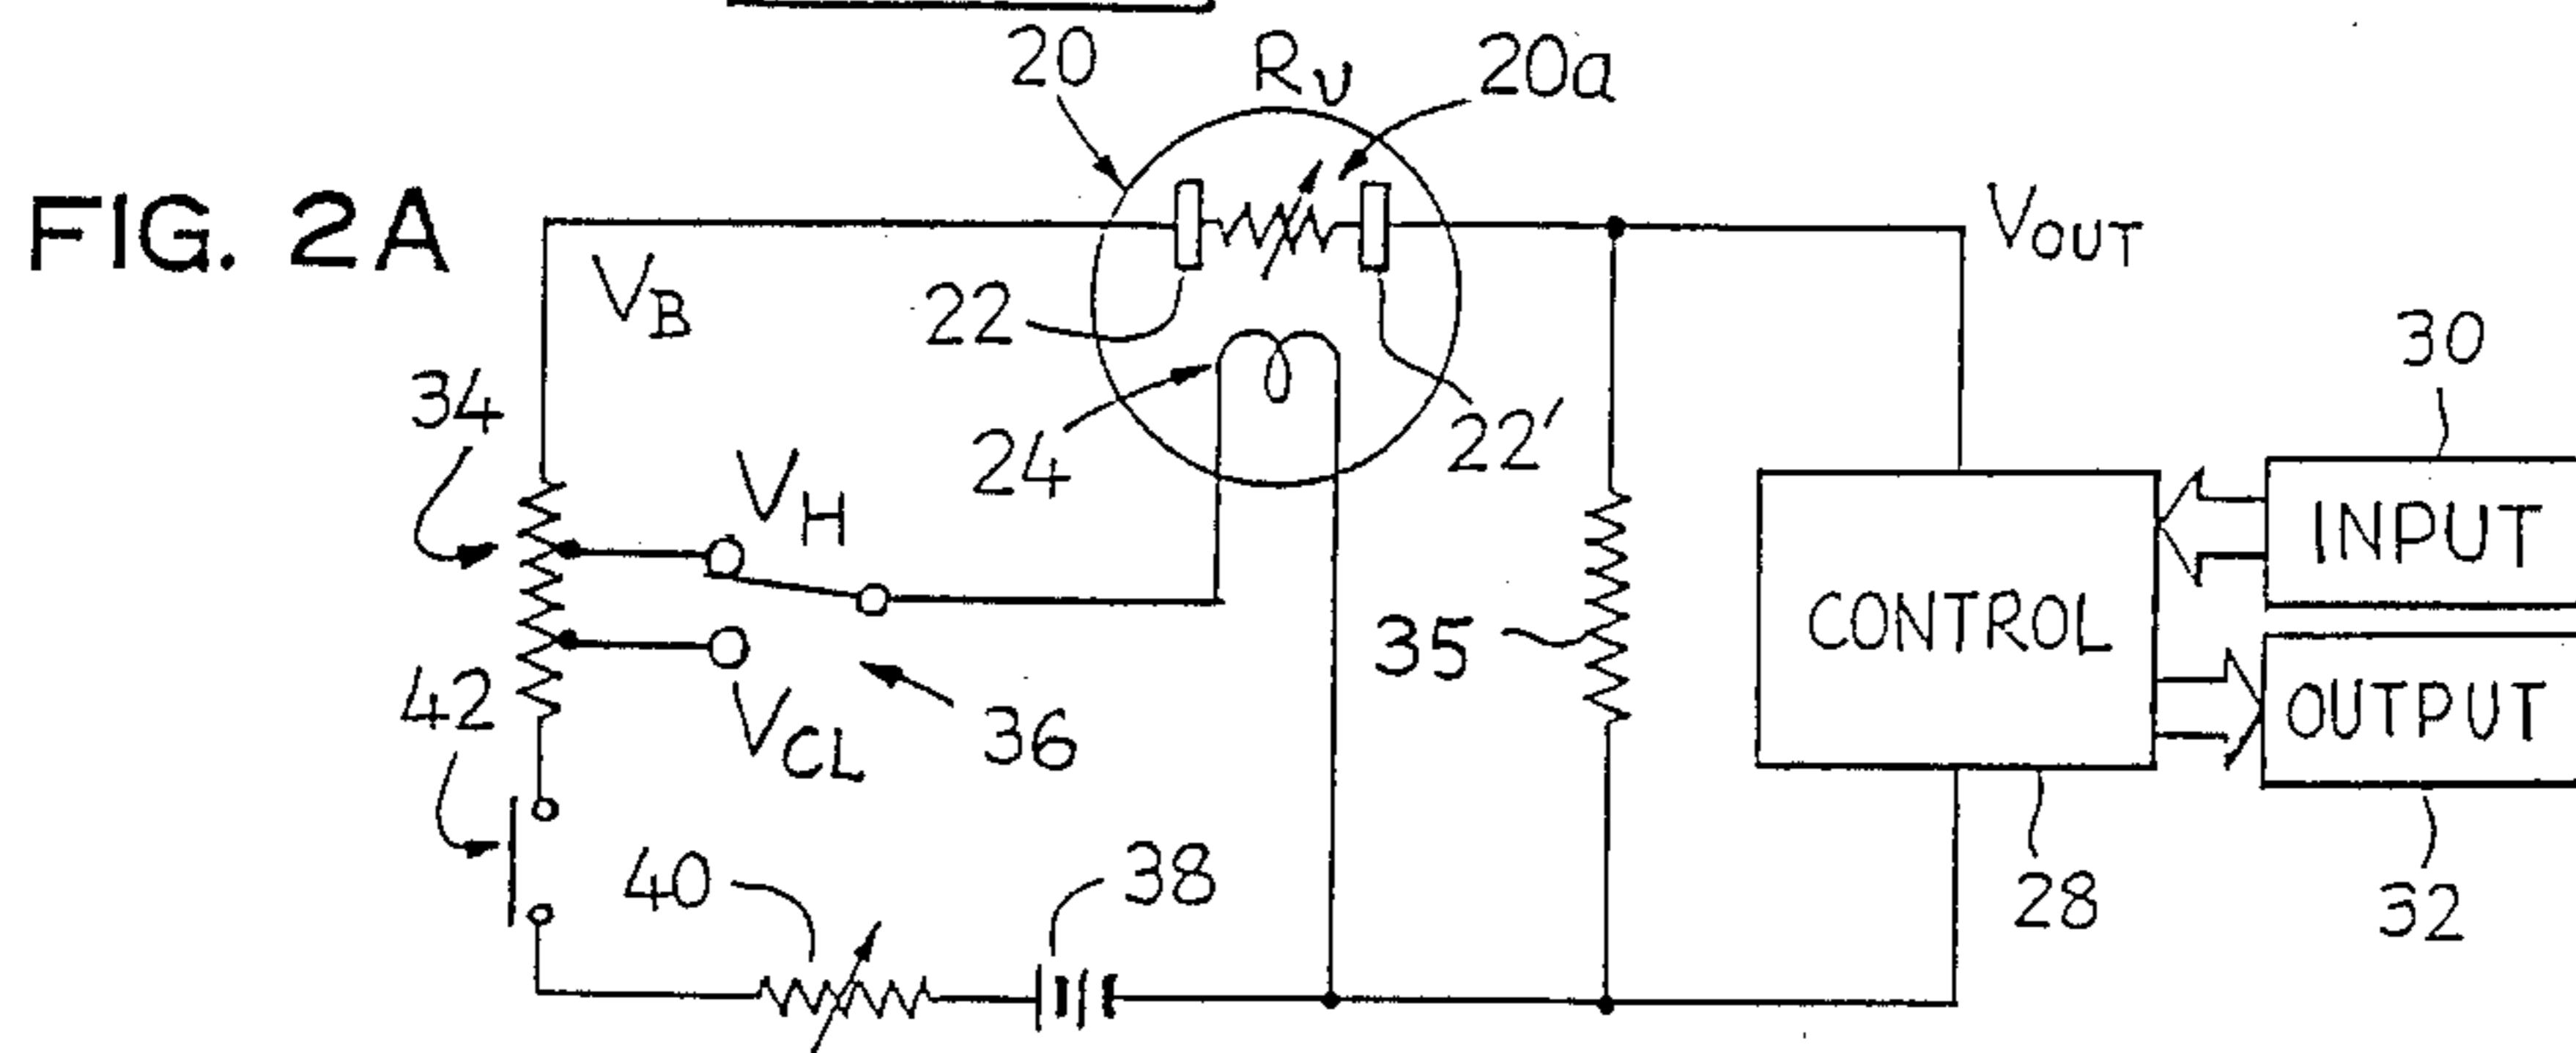 20
Rv
20a
FIG. 2A
VB
VOUT
22
30
34
VH
24
22'
INPUT
CONTROL
35
42
VCL
36
OUTPUT
40
38
28
32